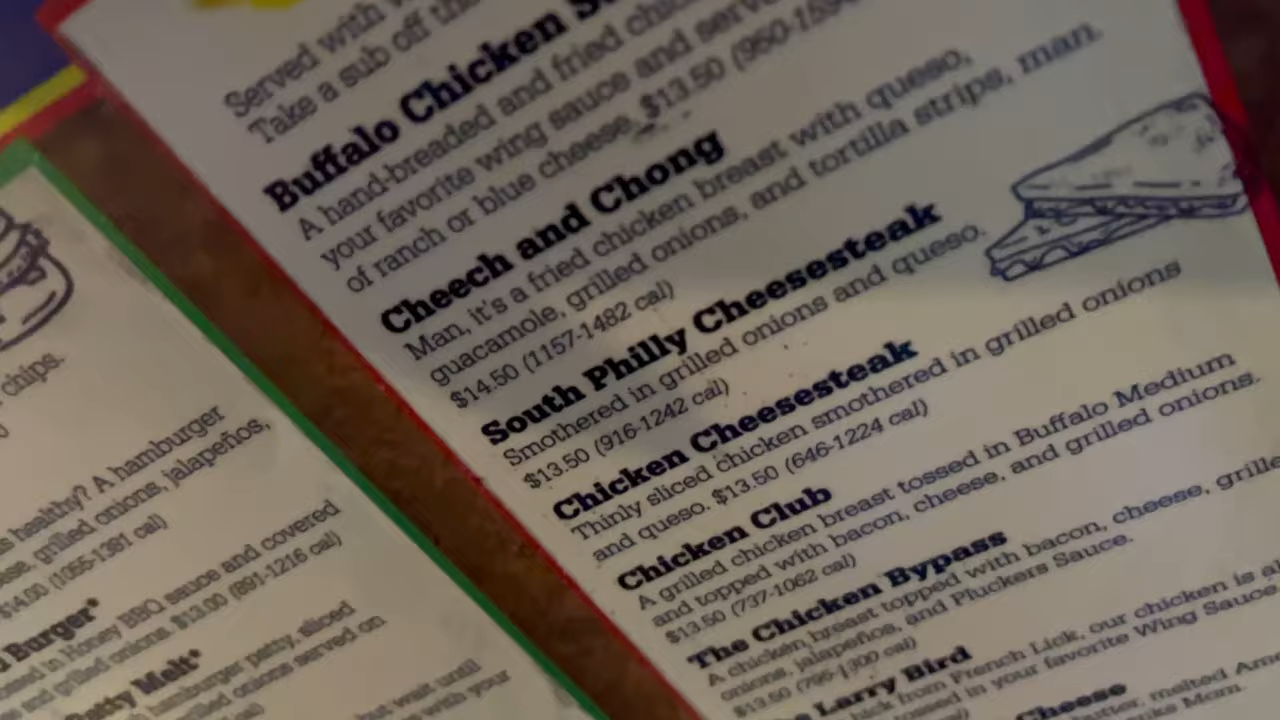 Served with
Take a sub off the
Buffalo Chicken
A hand-breaded and fried
your favorite wing sauce and
of ranch or blue cheese. $13.50
Cheech and Chong
Man, it's a fried chicken breast with queso,
guacamole, grilled onions, and tortilla strips, man.
$14.50 (1157-1482 cal)
South Philly Cheesesteak
Smothered in grilled onions and queso.
$13.50 (916-1242 cal)
Chicken Cheesesteak
Thinly sliced chicken smothered in grilled onions
and queso. $13.50 (646-1224 cal)
Chicken Club
A grilled chicken breast tossed in Buffalo Medium
and topped with bacon, cheese, and grilled onions.
$13.50 (737-1062 cal)
The Chicken Bypass
A chicken breast topped with bacon, cheese,
onions, jalapeños, and Pluckers Sauce.
$13.50
Larry Bird
from French Lick, our chicken is
tossed in your favorite Wing Sauce
Cheese
melted
Mom.
chips.
healthy? A hamburger
grilled onions, jalapeños,
$14.00 (1055-1381 cal)
Burger*
in Honey BBQ sauce and covered
and grilled onions $13.00 (891-1216 cal)
Melt*
hamburger patty, sliced
onions served on
wait until
with your